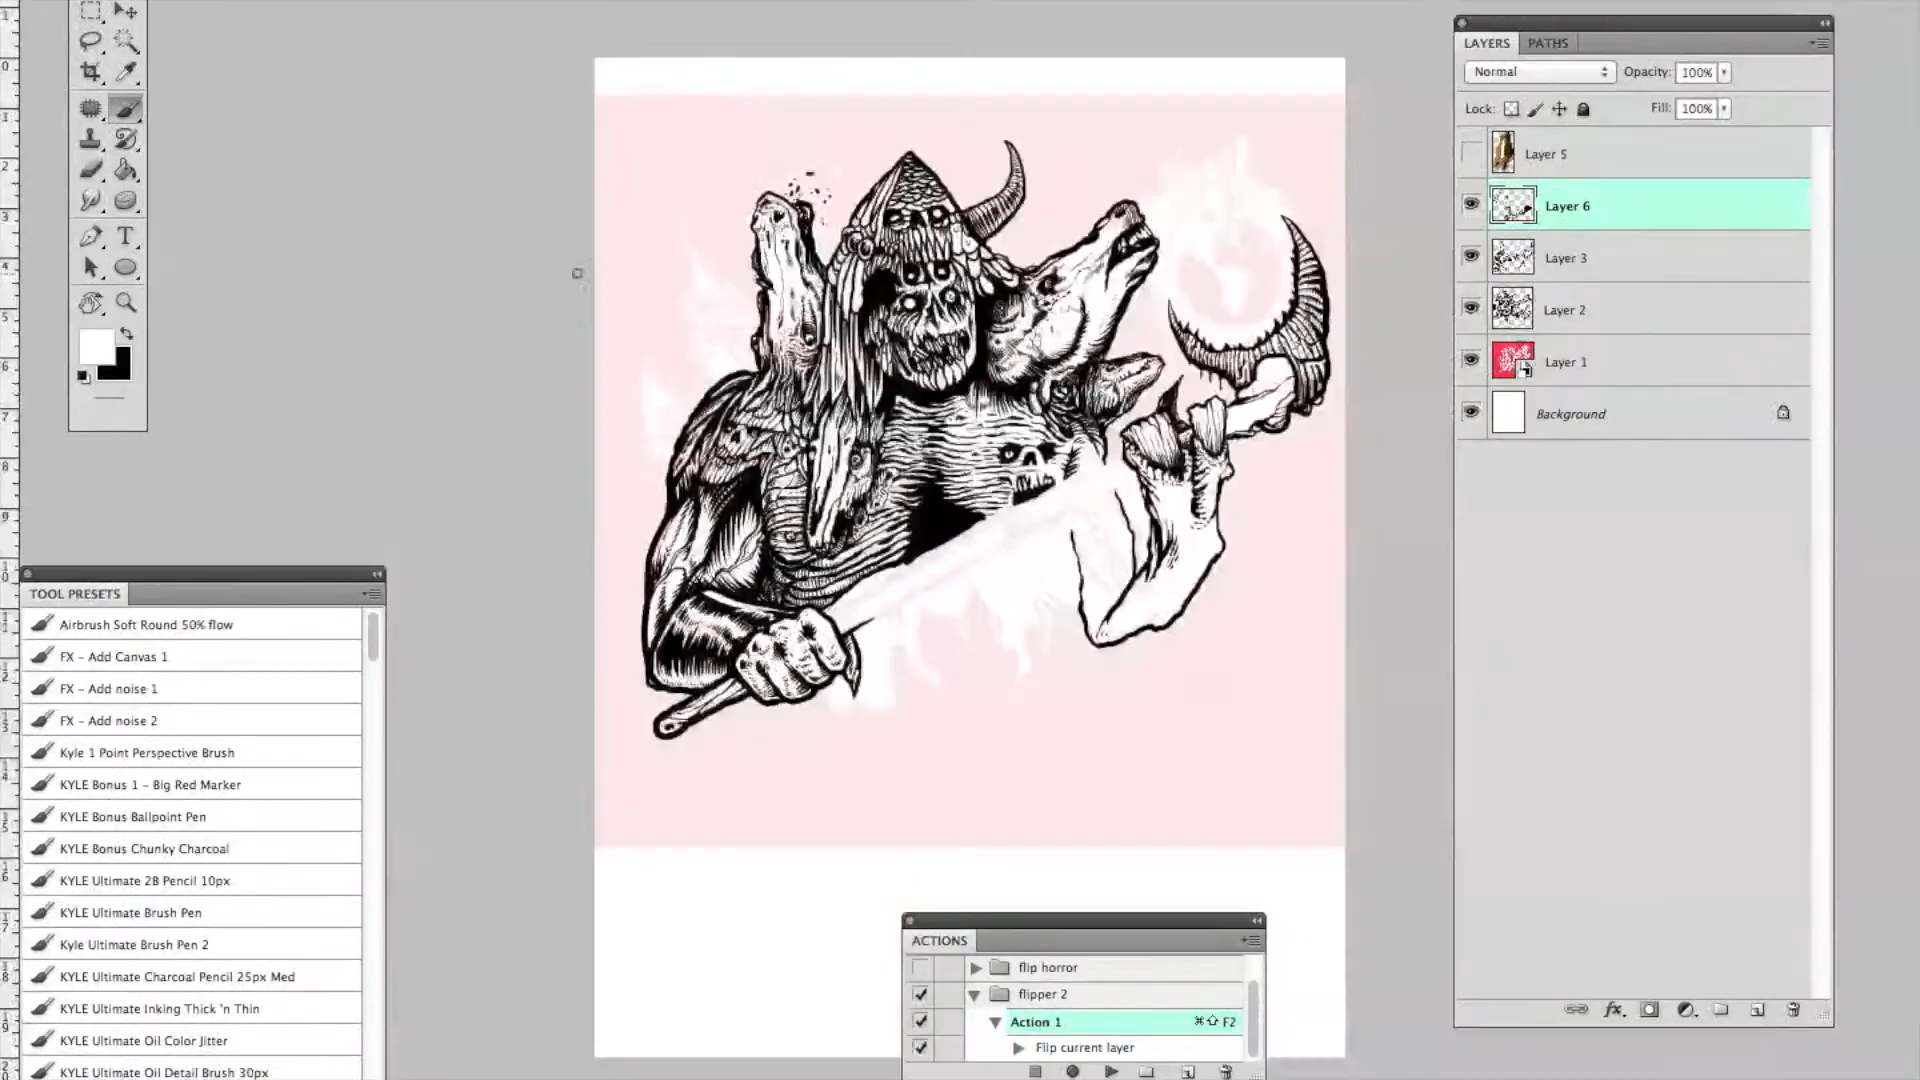 LAYERS PATHS
Normal Opacity: 100%
Lock: Fill: 100%
Layer 5
Layer 6
Layer 3
Layer 2
Layer 1
Background
TOOL PRESETS
Airbrush Soft Round 50% flow
FX - Add Canvas 1
FX - Add noise 1
FX - Add noise 2
Kyle 1 Point Perspective Brush
KYLE Bonus 1 - Big Red Marker
KYLE Bonus Ballpoint Pen
KYLE Bonus Chunky Charcoal
KYLE Ultimate 2B Pencil 10px
KYLE Ultimate Brush Pen
Kyle Ultimate Brush Pen 2
KYLE Ultimate Charcoal Pencil 25px Med
KYLE Ultimate Inking Thick 'n Thin
KYLE Ultimate Oil Color Jitter
KYLE Ultimate Oil Detail Brush 30px
ACTIONS
flip horror
flipper 2
Action 1 ⌘⇧F2
Flip current layer